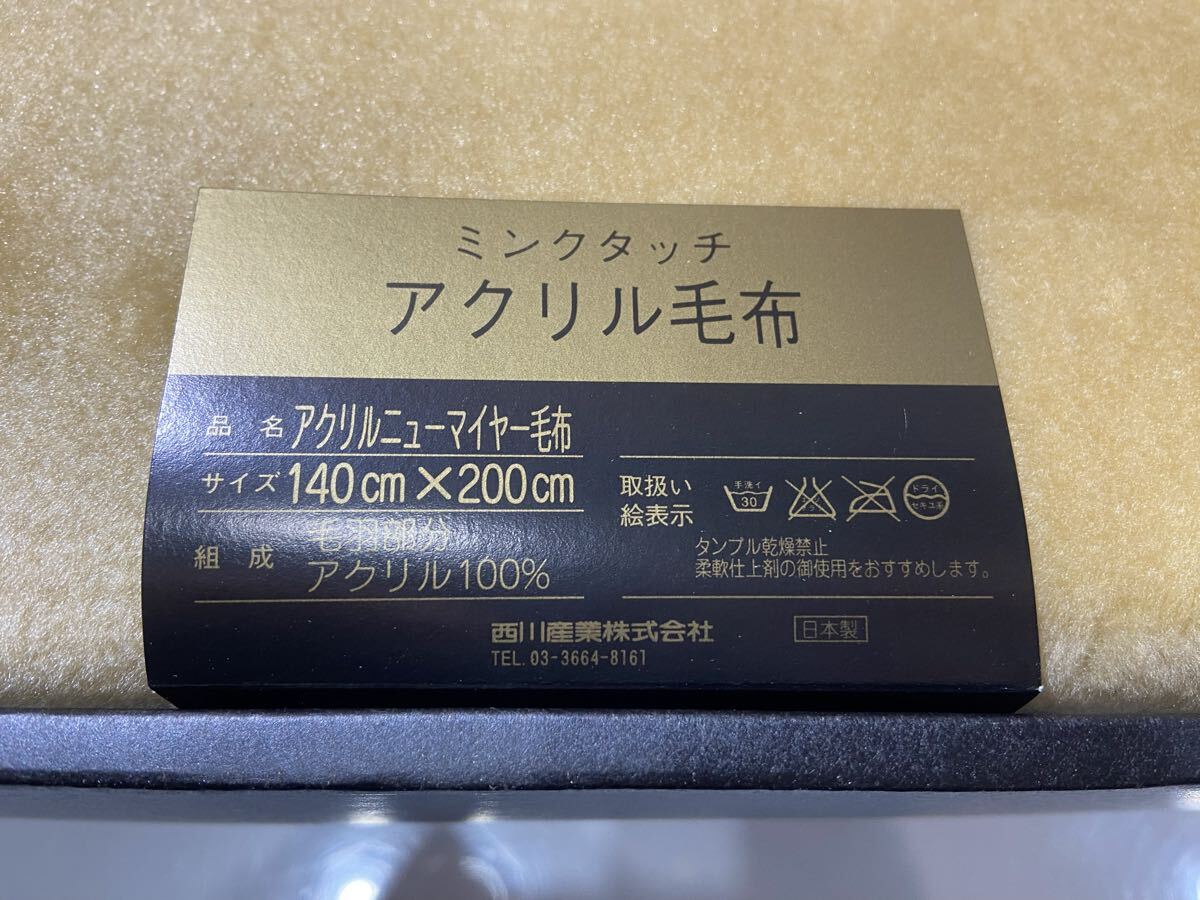 ミンクタッチ
アクリル毛布
品名 アクリルニューマイヤー毛布
サイズ 140cm×200cm
組成 毛羽部分
アクリル100%
取扱い
絵表示
手洗イ
30
ドライ
セキユ系
タンブル乾燥禁止
柔軟仕上剤の御使用をおすすめします。
西川産業株式会社
日本製
TEL. 03-3664-8161